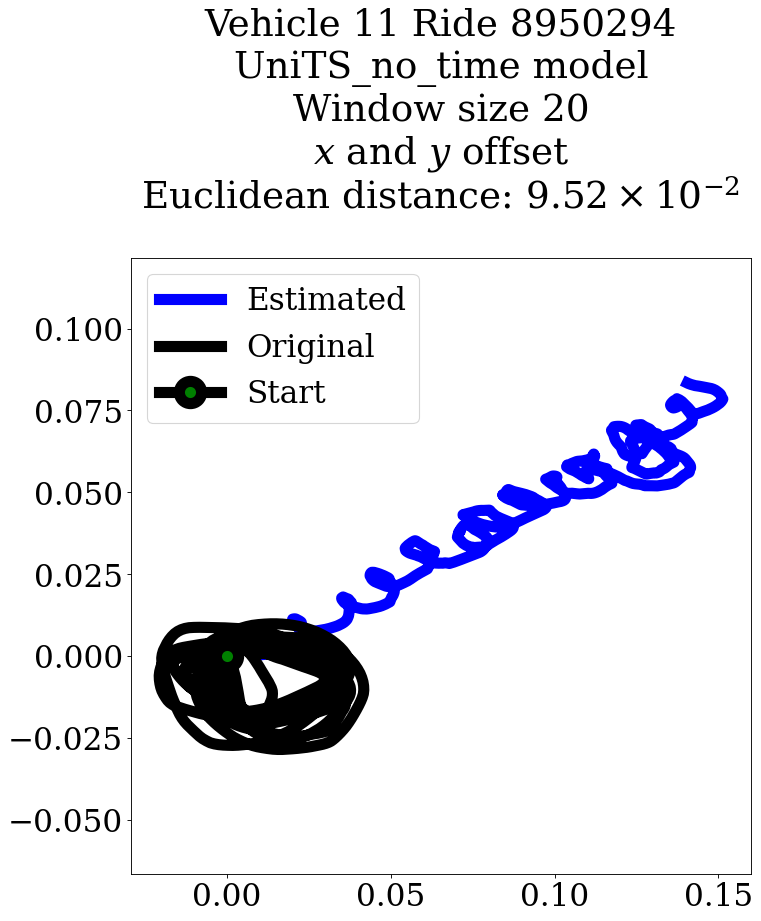 Vehicle 11 Ride 8950294
UniTS_no_time model
Window size 20
x and y offset
Euclidean distance: 9.52 × 10⁻²
Estimated
Original
Start
0.100
0.075
0.050
0.025
0.000
−0.025
−0.050
0.00 0.05 0.10 0.15